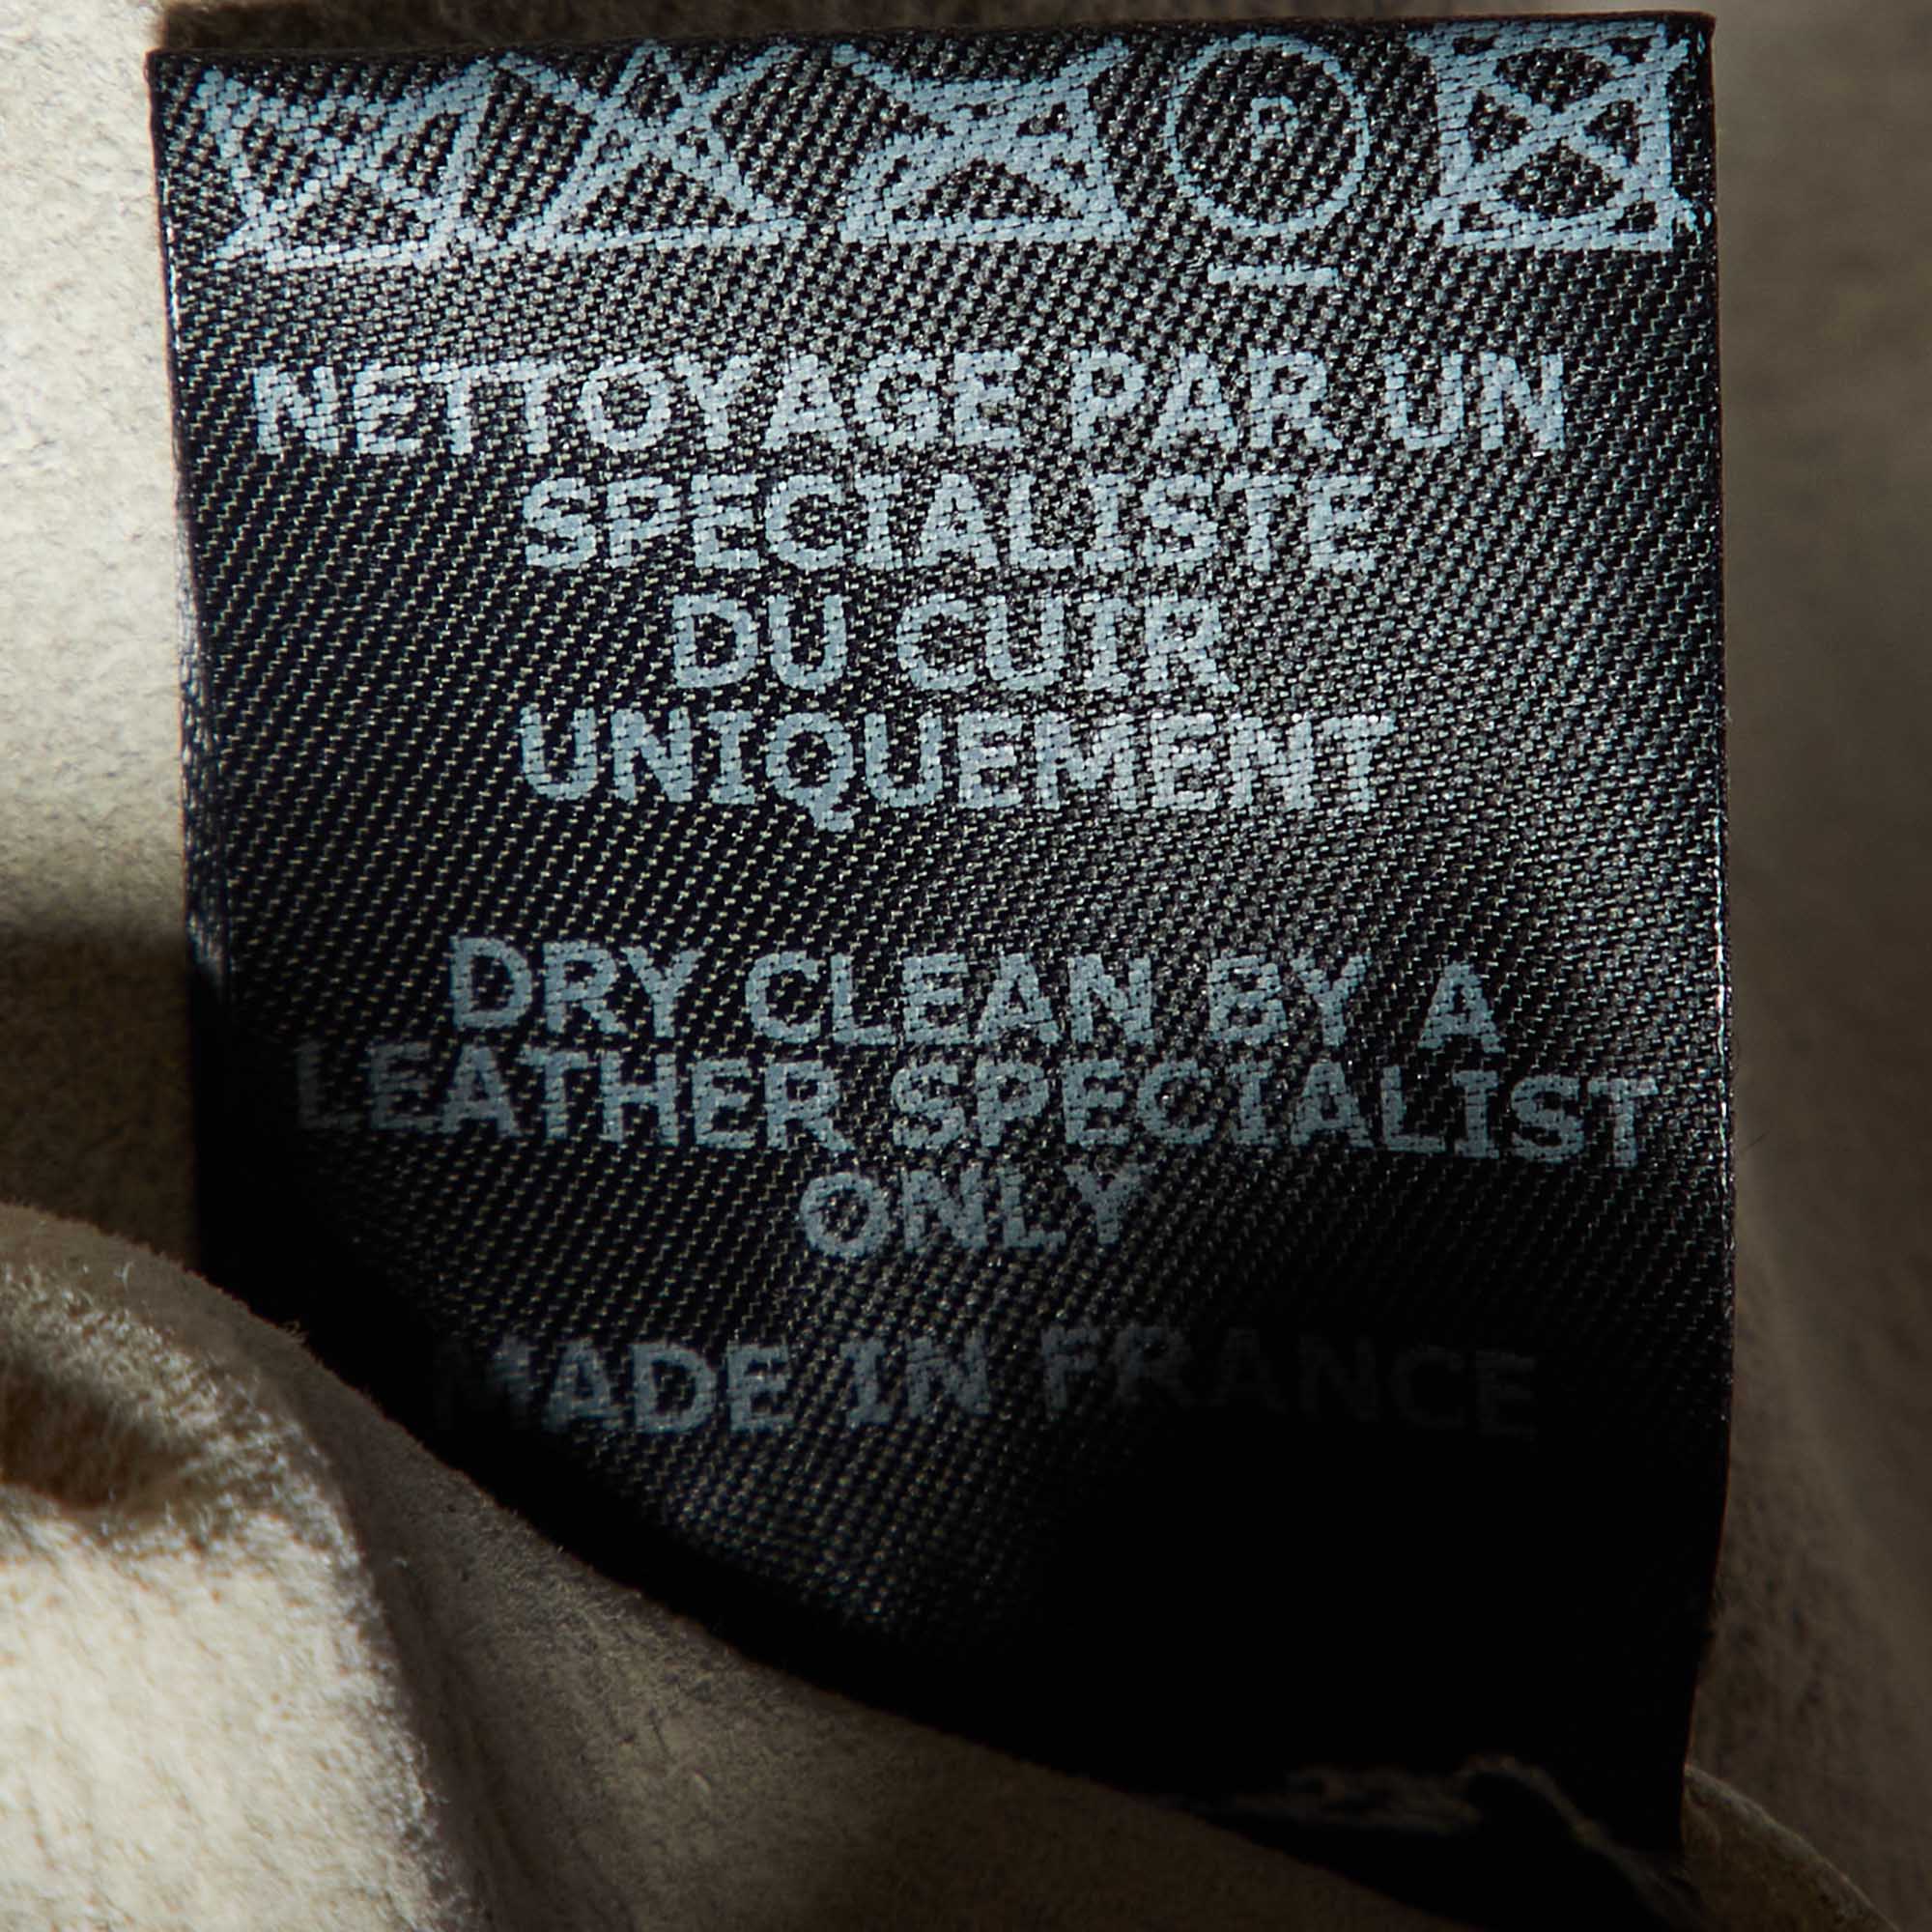 P
NETTOYAGE PAR UN
SPECIALISTE
DU CUIR
UNIQUEMENT
DRY CLEAN BY A
LEATHER SPECIALIST
ONLY
MADE IN FRANCE